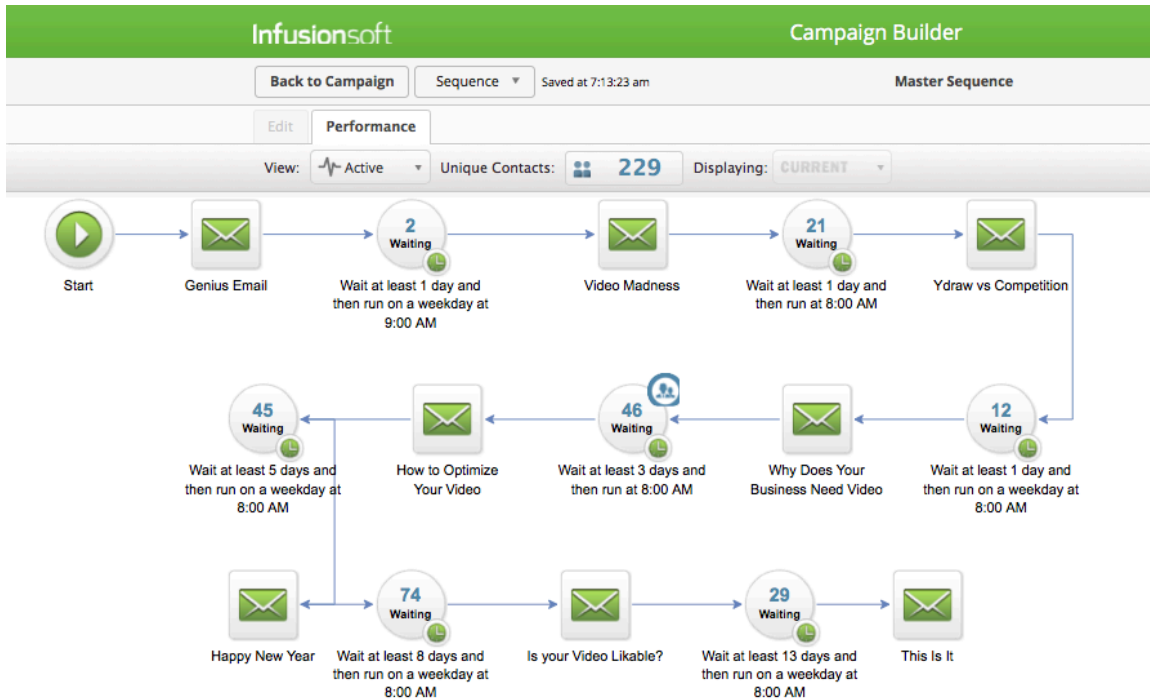 Infusionsoft
Campaign Builder
Back to Campaign
Sequence
Saved at 7:13:23 am
Master Sequence
Edit
Performance
View:
Active
Unique Contacts:
229
Displaying:
CURRENT
Start
Genius Email
2
Waiting
Wait at least 1 day and
then run on a weekday at
9:00 AM
Video Madness
21
Waiting
Wait at least 1 day and
then run at 8:00 AM
Ydraw vs Competition
45
Waiting
Wait at least 5 days and
then run on a weekday at
8:00 AM
How to Optimize
Your Video
46
Waiting
Wait at least 3 days and
then run at 8:00 AM
Why Does Your
Business Need Video
12
Waiting
Wait at least 1 day and
then run on a weekday at
8:00 AM
Happy New Year
74
Waiting
Wait at least 8 days and
then run on a weekday at
8:00 AM
Is your Video Likable?
29
Waiting
Wait at least 13 days and
then run on a weekday at
8:00 AM
This Is It